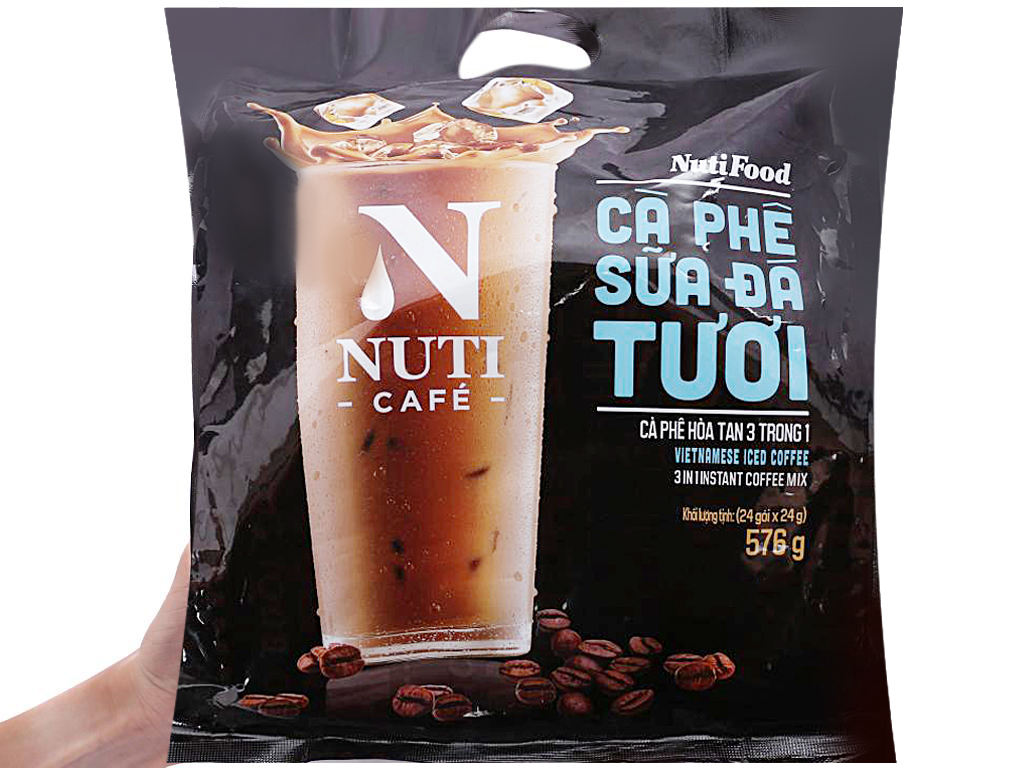 N
NUTI
- CAFÉ -
NutiFood
CÀ PHÊ
SỮA ĐÁ
TƯƠI
CÀ PHÊ HÒA TAN 3 TRONG 1
VIETNAMESE ICED COFFEE
3 IN 1 INSTANT COFFEE MIX
Khối lượng tịnh: (24 gói x 24 g)
576 g